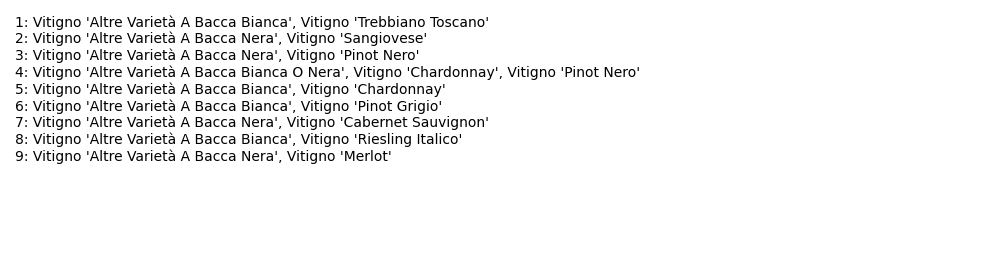 1: Vitigno 'Altre Varietà A Bacca Bianca', Vitigno 'Trebbiano Toscano'
2: Vitigno 'Altre Varietà A Bacca Nera', Vitigno 'Sangiovese'
3: Vitigno 'Altre Varietà A Bacca Nera', Vitigno 'Pinot Nero'
4: Vitigno 'Altre Varietà A Bacca Bianca O Nera', Vitigno 'Chardonnay', Vitigno 'Pinot Nero'
5: Vitigno 'Altre Varietà A Bacca Bianca', Vitigno 'Chardonnay'
6: Vitigno 'Altre Varietà A Bacca Bianca', Vitigno 'Pinot Grigio'
7: Vitigno 'Altre Varietà A Bacca Nera', Vitigno 'Cabernet Sauvignon'
8: Vitigno 'Altre Varietà A Bacca Bianca', Vitigno 'Riesling Italico'
9: Vitigno 'Altre Varietà A Bacca Nera', Vitigno 'Merlot'